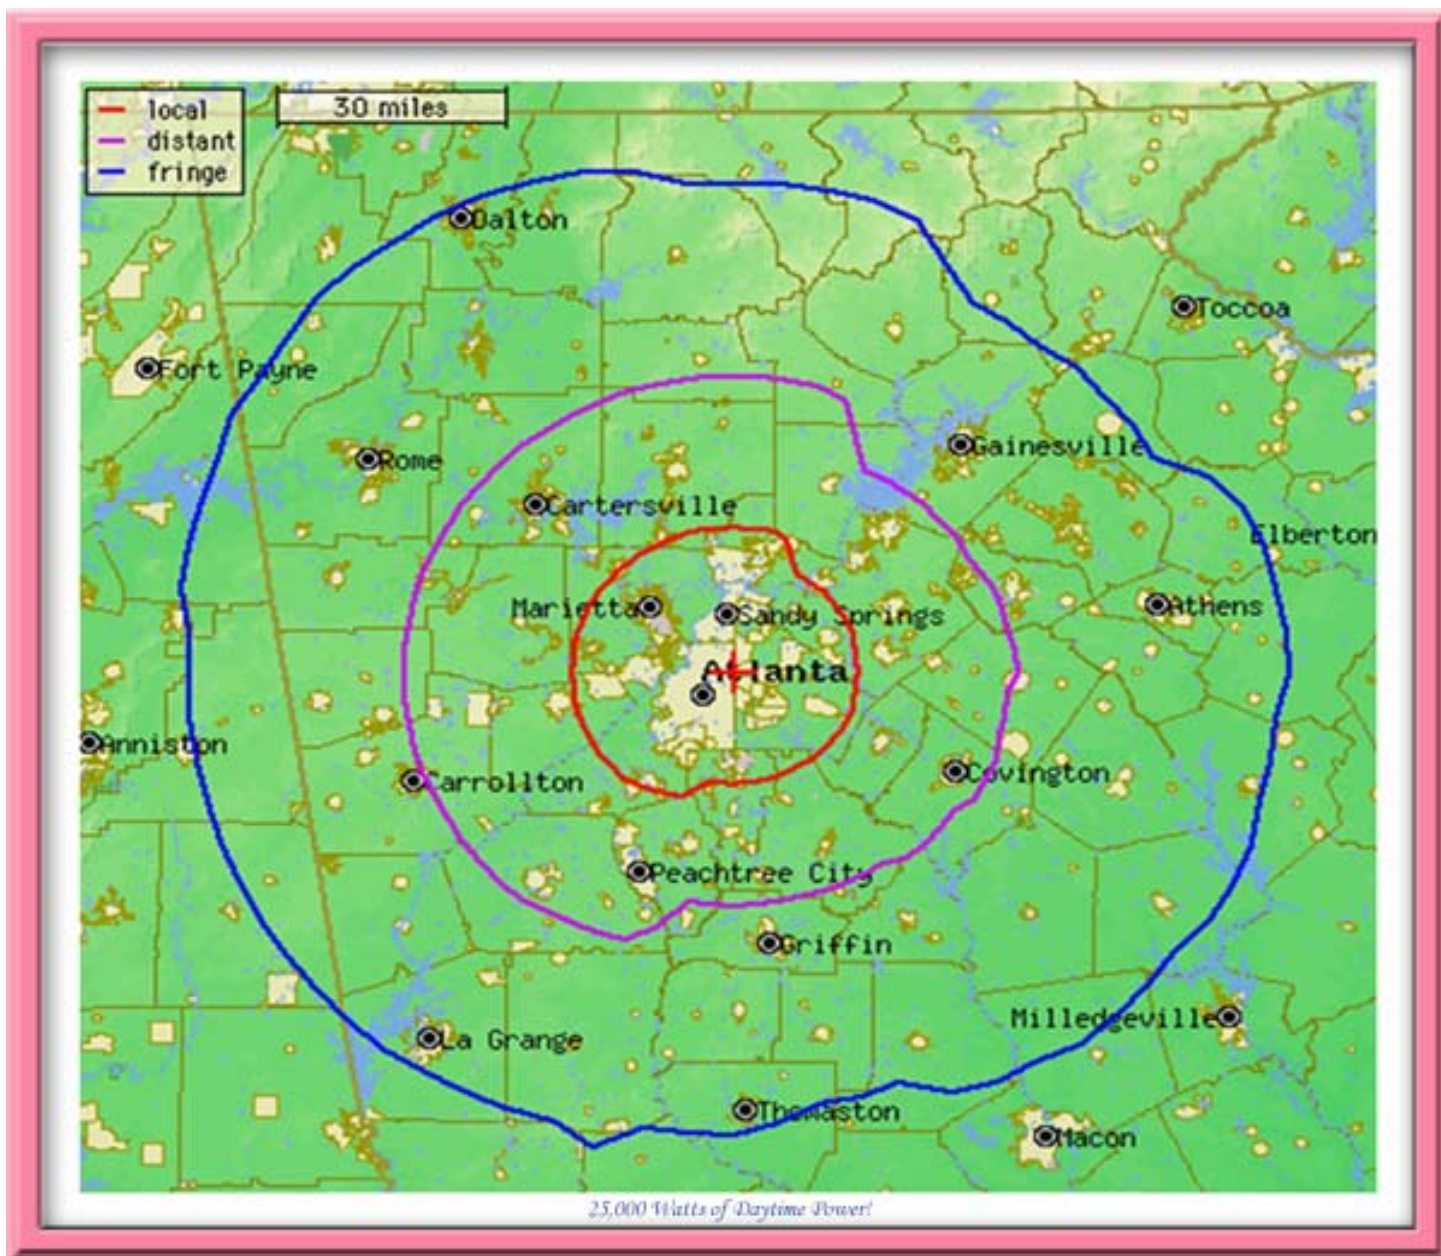 local
30 miles
distant
fringe
Dalton
Toccoa
Fort Payne
Gainesville
Rome
Cartersville
Elberton
Marietta
Sandy Springs
Athens
Atlanta
Anniston
Carrollton
Covington
Peachtree City
Griffin
Milledgeville
La Grange
Thomaston
Macon
25,000 Watts of Daytime Power!